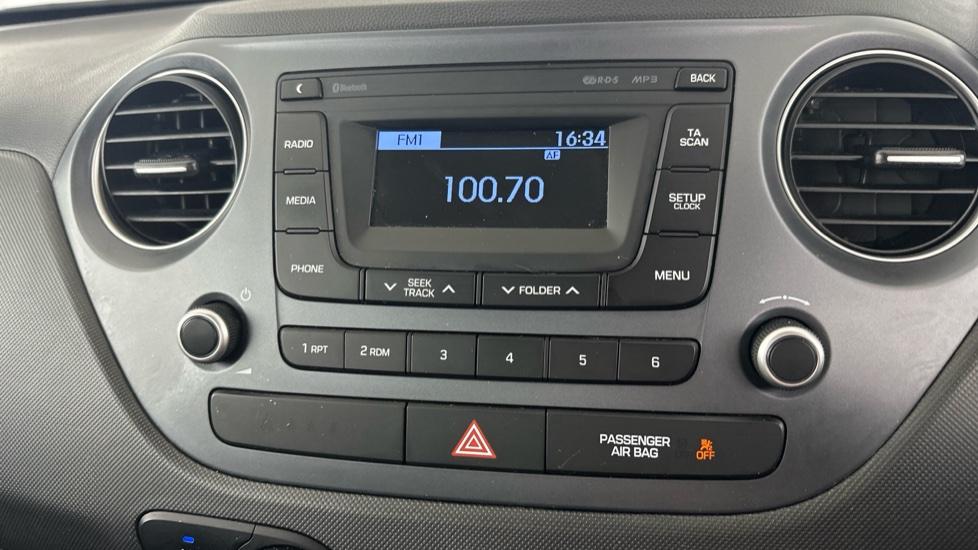 Bluetooth
R·D·S MP3 BACK
RADIO
MEDIA
PHONE
FM1 16:34
AF
100.70
TA
SCAN
SETUP
CLOCK
MENU
SEEK
TRACK
FOLDER
1 RPT 2 RDM 3 4 5 6
PASSENGER
AIR BAG
OFF